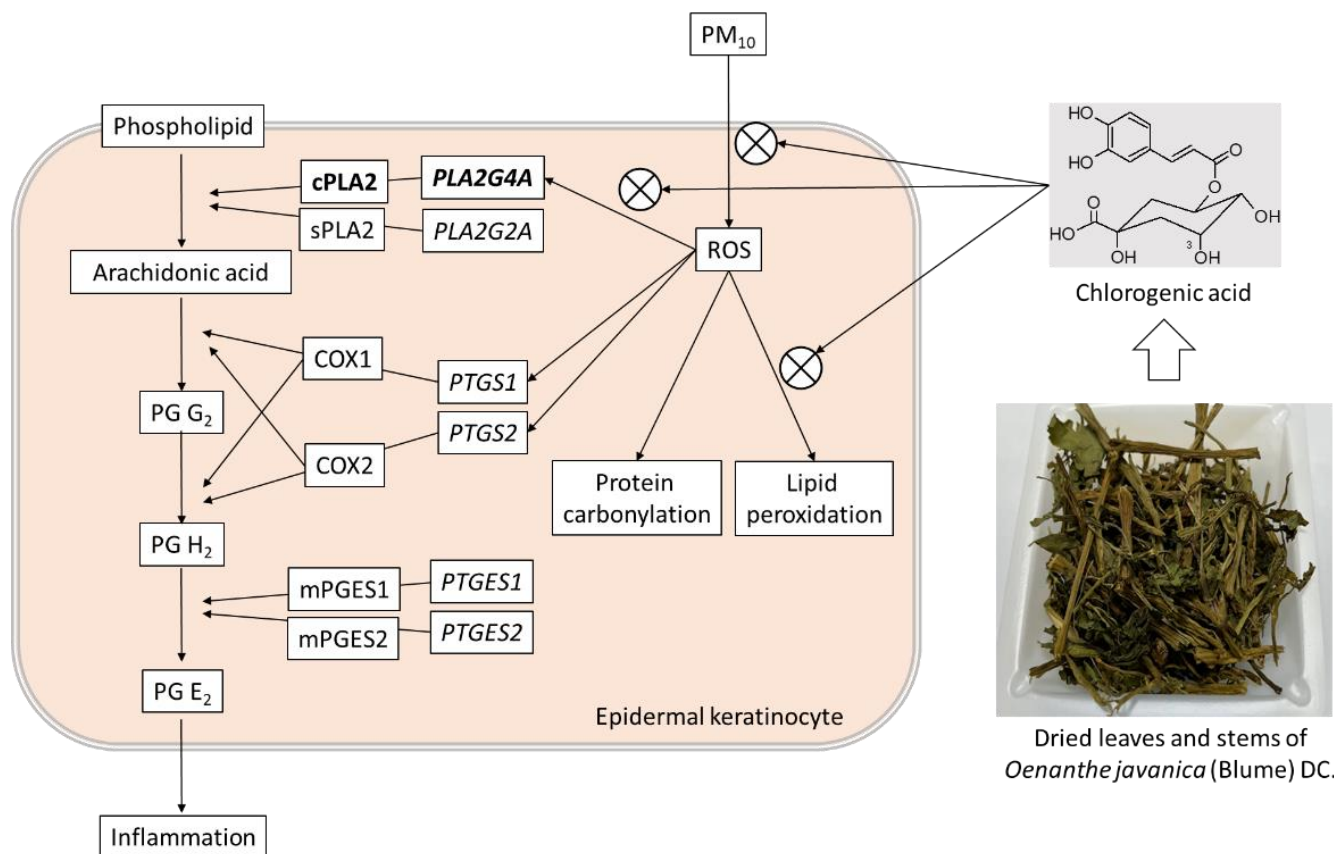 PM₁₀
Phospholipid
cPLA2
PLA2G4A
sPLA2
PLA2G2A
ROS
Arachidonic acid
COX1
PTGS1
PG G₂
PTGS2
COX2
Protein
carbonylation
Lipid
peroxidation
PG H₂
mPGES1
PTGES1
mPGES2
PTGES2
PG E₂
Epidermal keratinocyte
Inflammation
HO
HO
O
O
O
HO
OH
3
OH
OH
Chlorogenic acid
Dried leaves and stems of
Oenanthe javanica (Blume) DC.